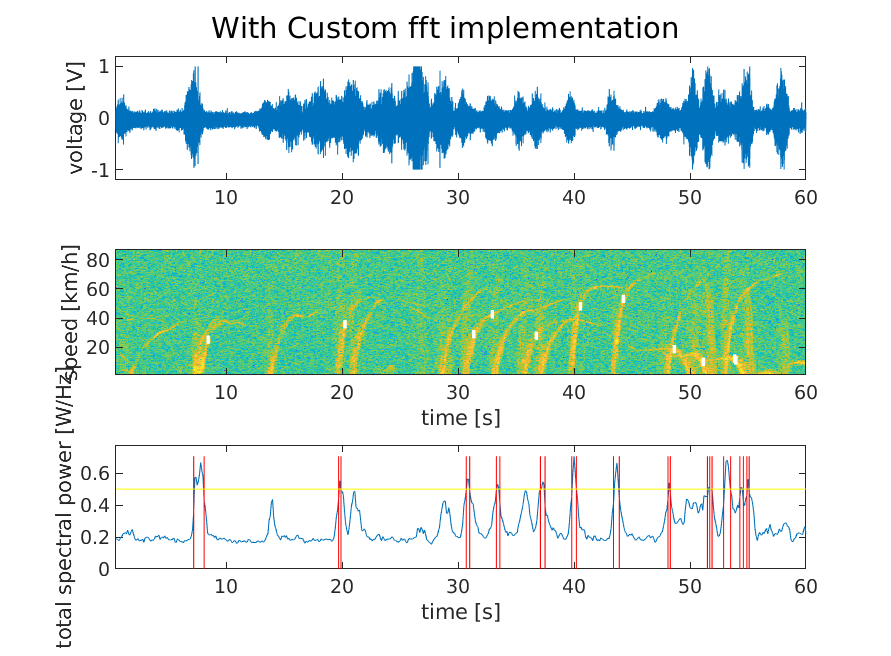 With Custom fft implementation
voltage [V]
1
0
-1
10 20 30 40 50 60
speed [km/h]
80
60
40
20
10 20 30 40 50 60
time [s]
total spectral power [W/Hz]
0.6
0.4
0.2
0
10 20 30 40 50 60
time [s]